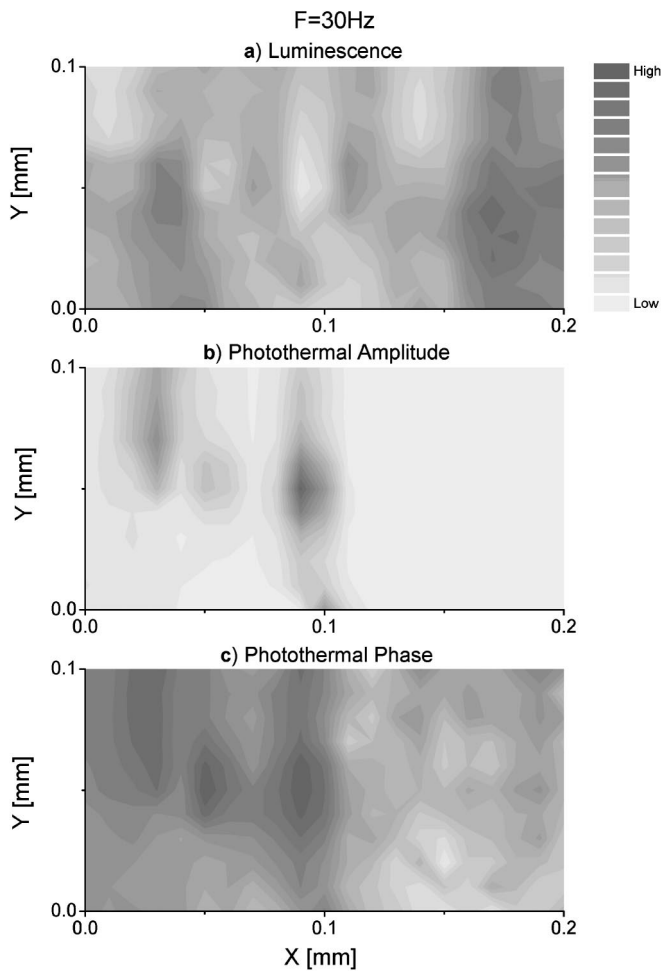 F=30Hz
a) Luminescence
High
Low
0.1
Y [mm]
0.0
0.0 0.1 0.2
b) Photothermal Amplitude
0.1
Y [mm]
0.0
0.0 0.1 0.2
c) Photothermal Phase
0.1
Y [mm]
0.0
0.0 0.1 0.2
X [mm]